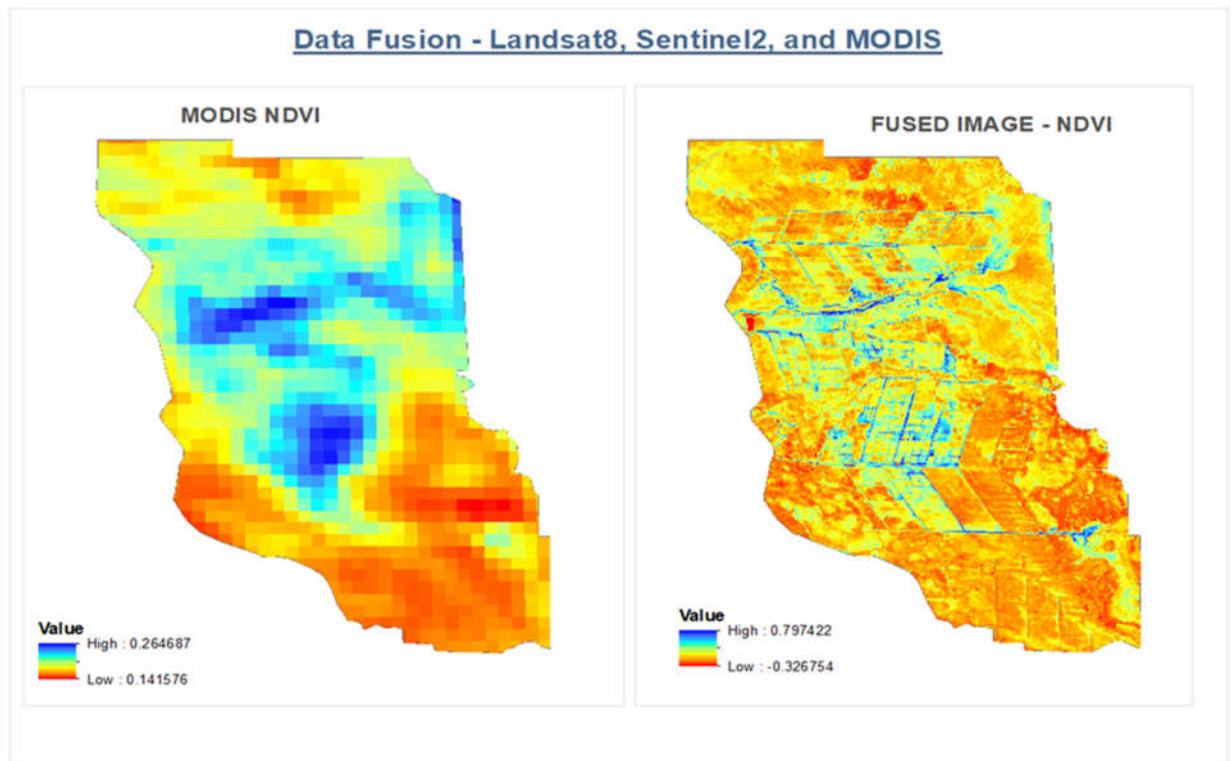 Data Fusion - Landsat8, Sentinel2, and MODIS
MODIS NDVI
Value
High : 0.264687
Low : 0.141576
FUSED IMAGE - NDVI
Value
High : 0.797422
Low : -0.326754